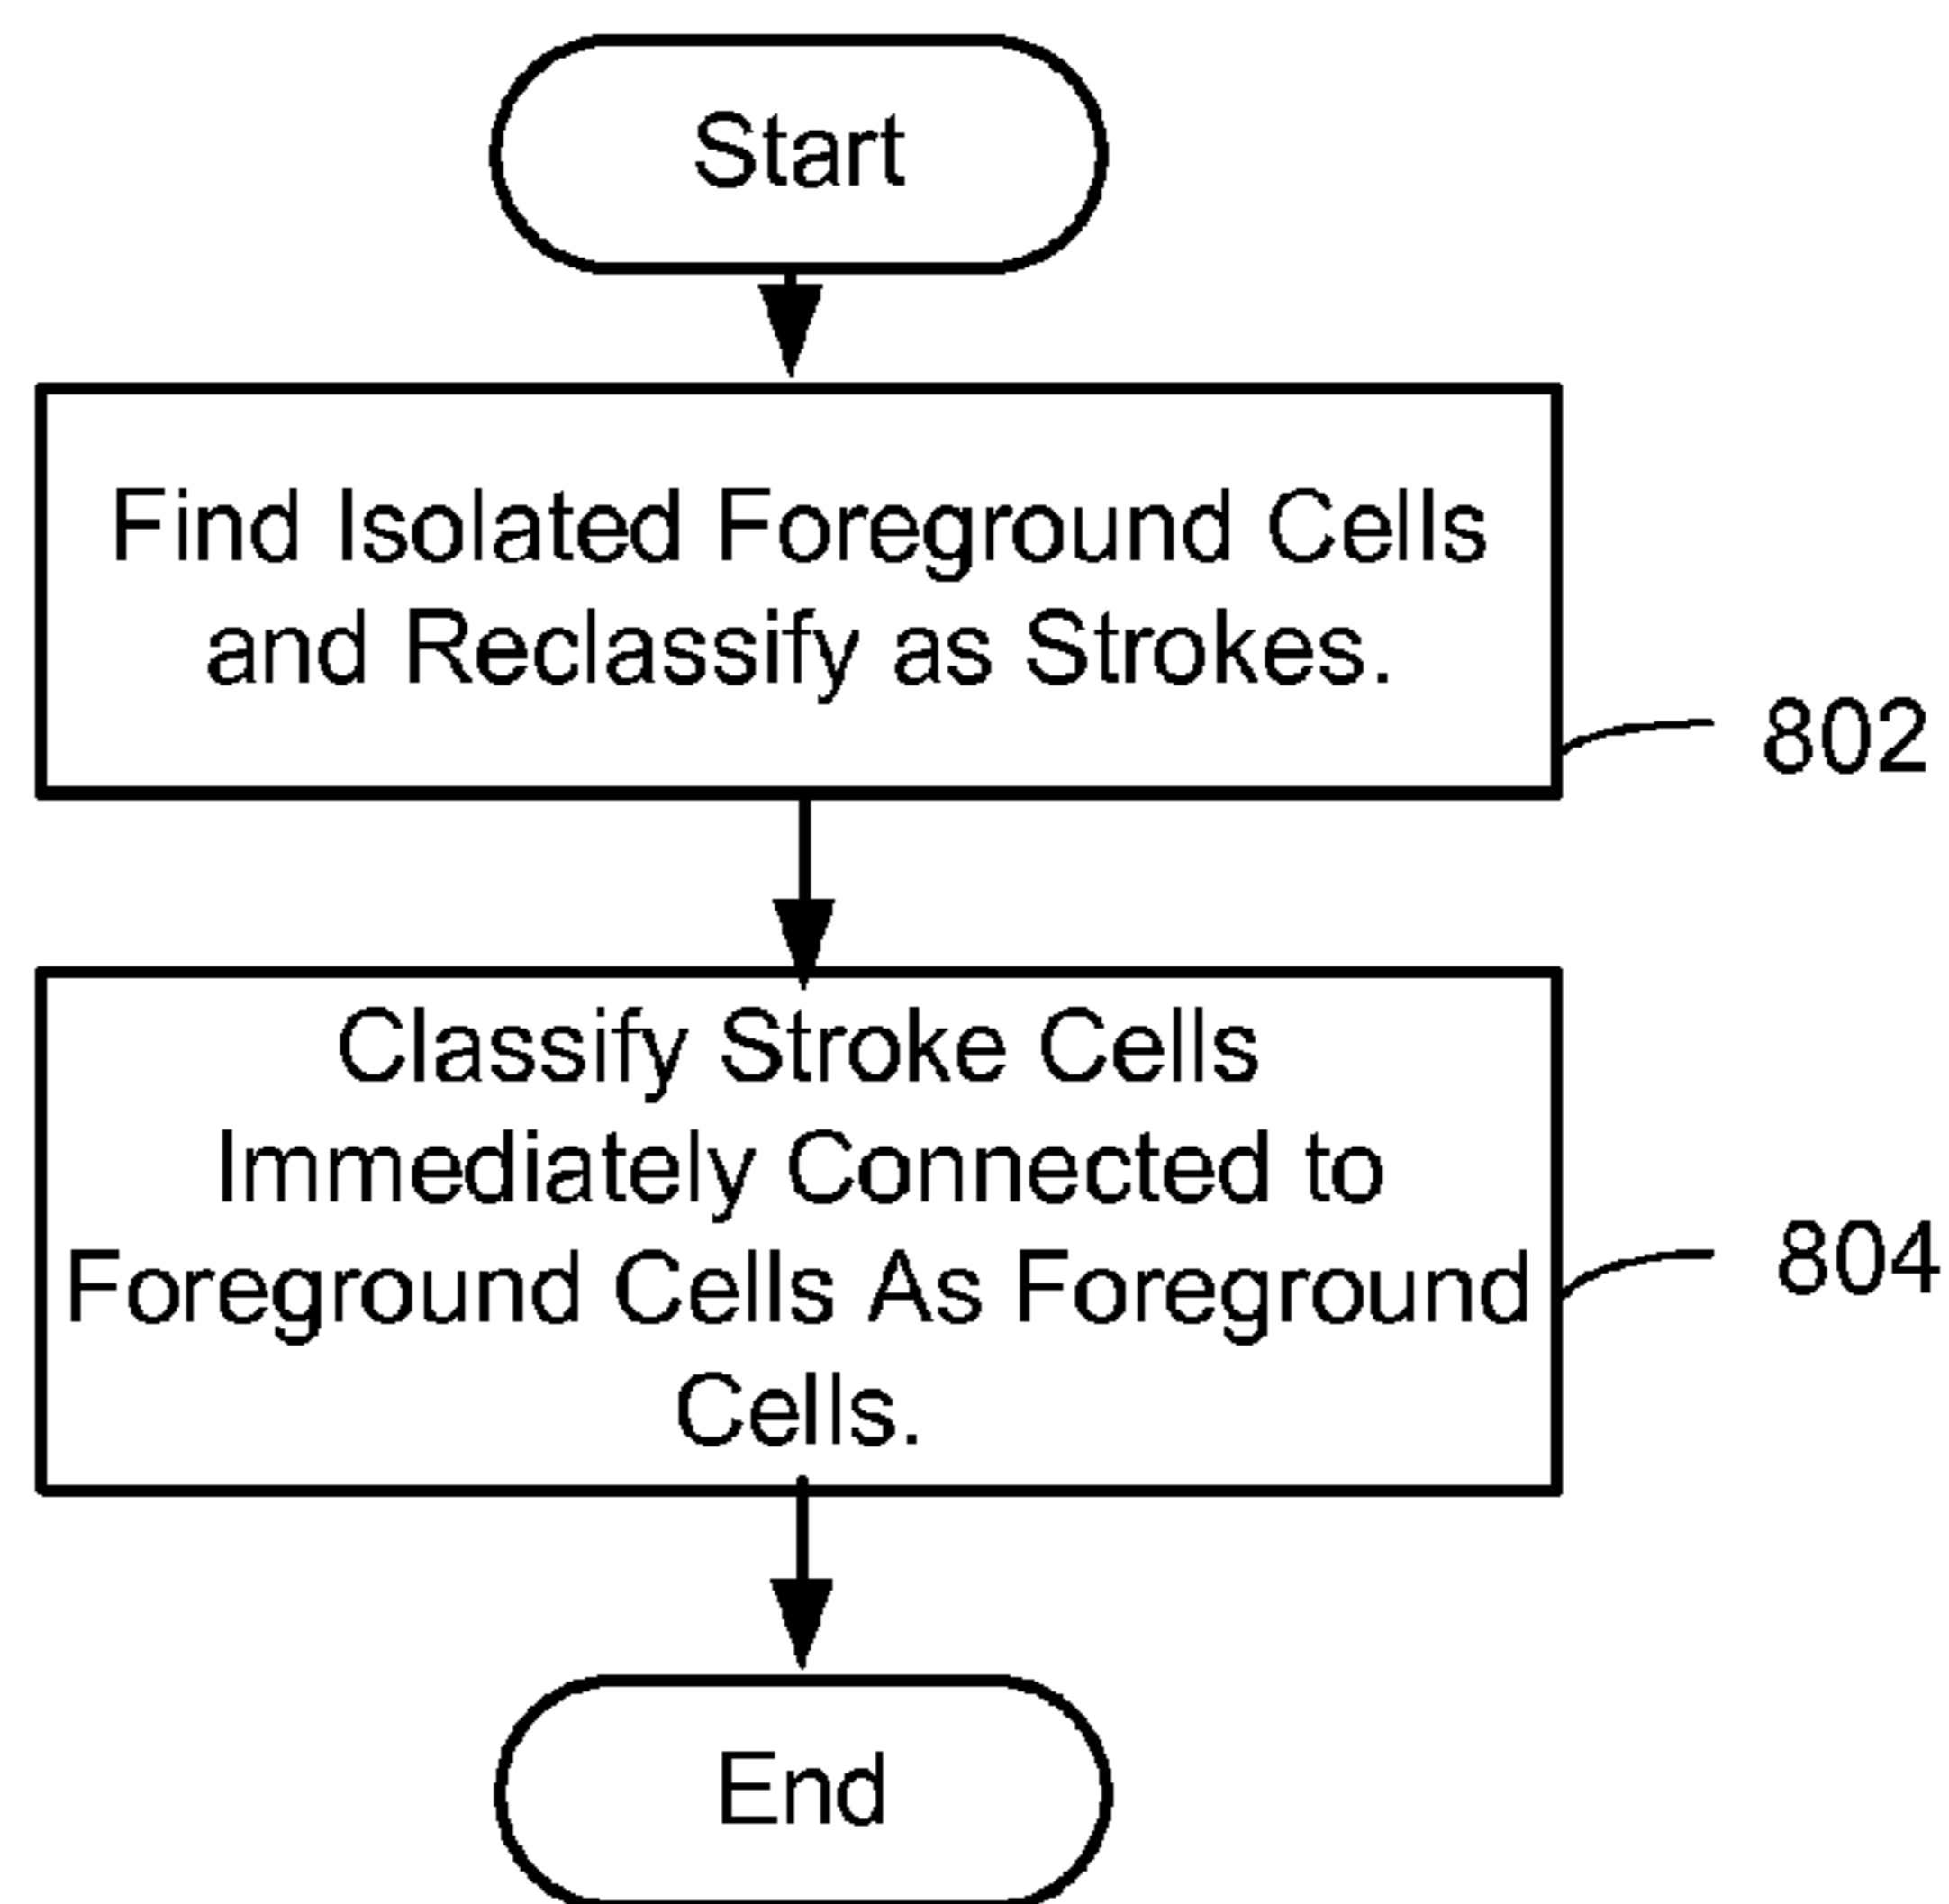 Start
Find Isolated Foreground Cells
and Reclassify as Strokes.
802
Classify Stroke Cells
Immediately Connected to
Foreground Cells As Foreground
Cells.
804
End